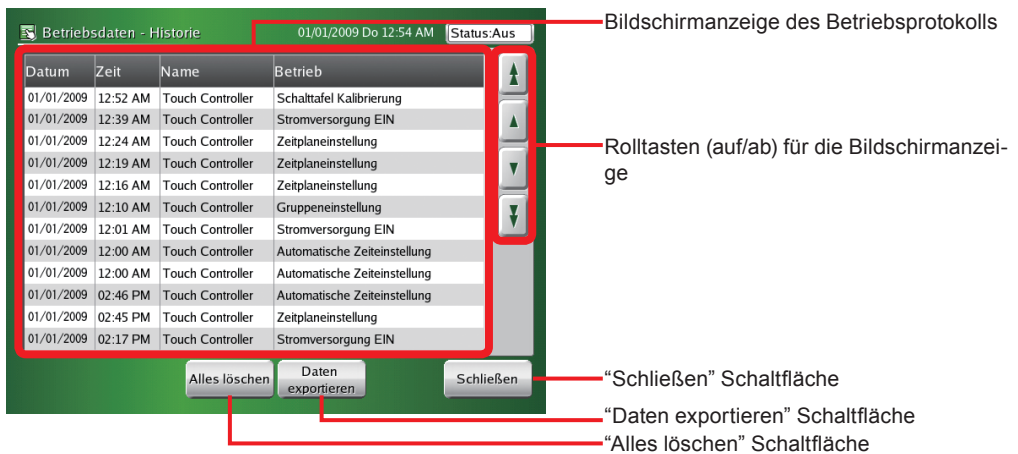 Betriebsdaten - Historie 01/01/2009 Do 12:54 AM Status:Aus
Bildschirmanzeige des Betriebsprotokolls
Datum Zeit Name Betrieb
01/01/2009 12:52 AM Touch Controller Schalttafel Kalibrierung
01/01/2009 12:39 AM Touch Controller Stromversorgung EIN
01/01/2009 12:24 AM Touch Controller Zeitplaneinstellung
01/01/2009 12:19 AM Touch Controller Zeitplaneinstellung
01/01/2009 12:16 AM Touch Controller Zeitplaneinstellung
01/01/2009 12:10 AM Touch Controller Gruppeneinstellung
01/01/2009 12:01 AM Touch Controller Stromversorgung EIN
01/01/2009 12:00 AM Touch Controller Automatische Zeiteinstellung
01/01/2009 12:00 AM Touch Controller Automatische Zeiteinstellung
01/01/2009 02:46 PM Touch Controller Automatische Zeiteinstellung
01/01/2009 02:45 PM Touch Controller Zeitplaneinstellung
01/01/2009 02:17 PM Touch Controller Stromversorgung EIN
Rolltasten (auf/ab) für die Bildschirmanzei-
ge
Alles löschen
Daten
exportieren
Schließen
“Schließen” Schaltfläche
“Daten exportieren” Schaltfläche
“Alles löschen” Schaltfläche